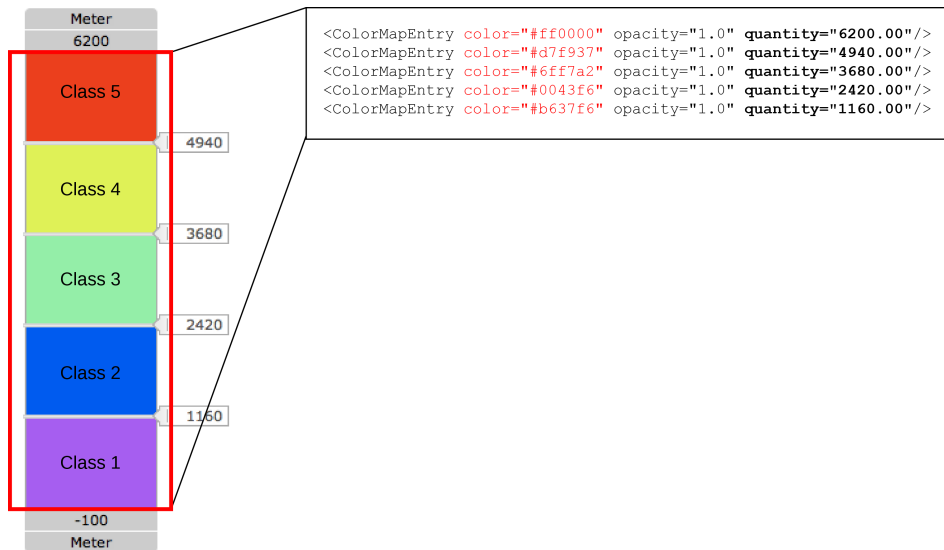 Meter
6200
Class 5
4940
Class 4
3680
Class 3
2420
Class 2
1160
Class 1
-100
Meter
<ColorMapEntry color="#ff0000" opacity="1.0" quantity="6200.00"/>
<ColorMapEntry color="#d7f937" opacity="1.0" quantity="4940.00"/>
<ColorMapEntry color="#6ff7a2" opacity="1.0" quantity="3680.00"/>
<ColorMapEntry color="#0043f6" opacity="1.0" quantity="2420.00"/>
<ColorMapEntry color="#b637f6" opacity="1.0" quantity="1160.00"/>